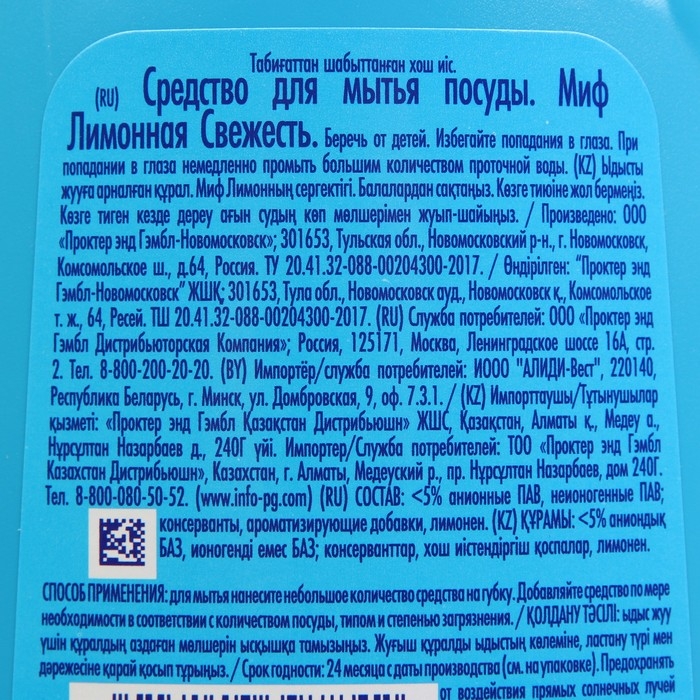 Табиғаттан шабыттанған хош иіс.
(RU) Средство для мытья посуды. Миф
Лимонная Свежесть. Беречь от детей. Избегайте попадания в глаза. При
попадании в глаза немедленно промыть большим количеством проточной воды. (KZ) Ыдысты
жууға арналған құрал. Миф Лимонның сергектігі. Балалардан сақтаңыз. Көзге тиюіне жол бермеңіз.
Көзге тиген кезде дереу ағын судың көп мөлшерімен жуып-шайыңыз. / Произведено: ООО
«Проктер энд Гэмбл-Новомосковск»; 301653, Тульская обл., Новомосковский р-н., г. Новомосковск,
Комсомольское ш., д.64, Россия. ТУ 20.41.32-088-00204300-2017. / Өндірілген: "Проктер энд
Гэмбл-Новомосковск" ЖШҚ; 301653, Тула обл., Новомосковск ауд., Новомосковск қ., Комсомольское
т. ж., 64, Ресей. ТШ 20.41.32-088-00204300-2017. (RU) Служба потребителей: ООО «Проктер энд
Гэмбл Дистрибьюторская Компания»; Россия, 125171, Москва, Ленинградское шоссе 16А, стр.
2. Тел. 8-800-200-20-20. (BY) Импортёр/служба потребителей: ИООО "АЛИДИ-Вест", 220140,
Республика Беларусь, г. Минск, ул. Домбровская, 9, оф. 7.3.1. / (KZ) Импорттаушы/Тұтынушылар
қызметі: «Проктер энд Гэмбл Қазақстан Дистрибьюшн» ЖШС, Қазақстан, Алматы қ., Медеу а.,
Нұрсұлтан Назарбаев д., 240Г үйі. Импортер/Служба потребителей: ТОО «Проктер энд Гэмбл
Казахстан Дистрибьюшн», Казахстан, г. Алматы, Медеуский р., пр. Нұрсұлтан Назарбаев, дом 240Г.
Тел. 8-800-080-50-52. (www.info-pg.com) (RU) СОСТАВ: <5% анионные ПАВ, неионогенные ПАВ;
консерванты, ароматизирующие добавки, лимонен. (KZ) ҚҰРАМЫ: <5% аниондық
БАЗ, ионогенді емес БАЗ; консерванттар, хош иістендіргіш қоспалар, лимонен.
СПОСОБ ПРИМЕНЕНИЯ: для мытья нанесите небольшое количество средства на губку. Добавляйте средство по мере
необходимости в соответствии с количеством посуды, типом и степенью загрязнения. / ҚОЛДАНУ ТӘСІЛІ: ыдыс жуу
үшін құралдың аздаған мөлшерін ысқышқа тамызыңыз. Жуғыш құралды ыдыстың көлеміне, ластану түрі мен
дәрежесіне қарай қосып тұрыңыз. / Срок годности: 24 месяца с даты производства (см. на упаковке). Предохранять
от воздействия прямых солнечных лучей